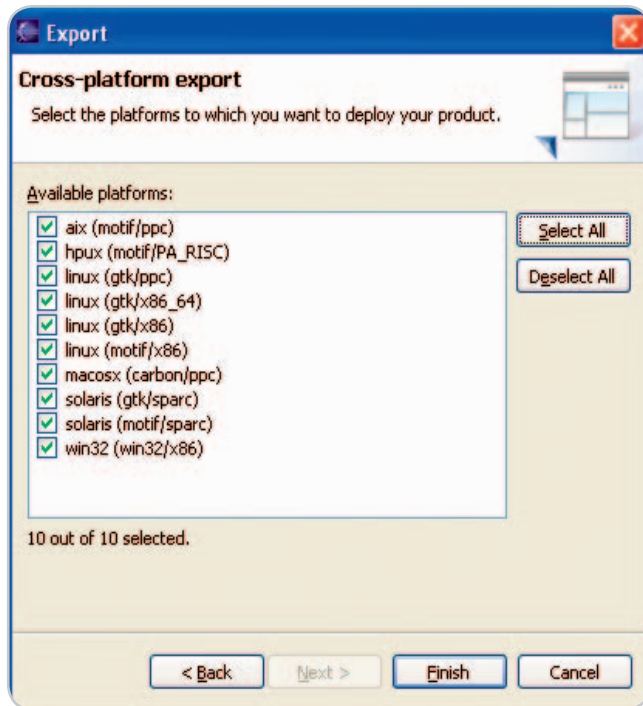 Export
Cross-platform export
Select the platforms to which you want to deploy your product.
Available platforms:
aix (motif/ppc)
hpux (motif/PA_RISC)
linux (gtk/ppc)
linux (gtk/x86_64)
linux (gtk/x86)
linux (motif/x86)
macosx (carbon/ppc)
solaris (gtk/sparc)
solaris (motif/sparc)
win32 (win32/x86)
Select All
Deselect All
10 out of 10 selected.
< Back
Next >
Finish
Cancel